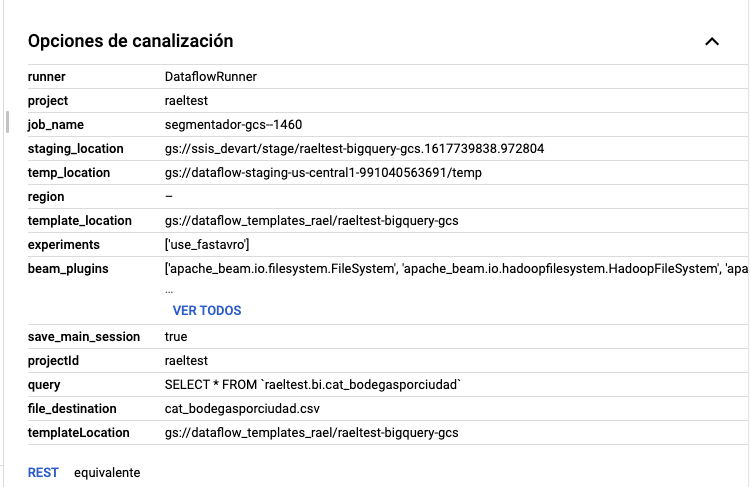 Opciones de canalización
runner DataflowRunner
project raeltest
job_name segmentador-gcs--1460
staging_location gs://ssis_devart/stage/raeltest-bigquery-gcs.1617739838.972804
temp_location gs://dataflow-staging-us-central1-991040563691/temp
region –
template_location gs://dataflow_templates_rael/raeltest-bigquery-gcs
experiments ['use_fastavro']
beam_plugins ['apache_beam.io.filesystem.FileSystem', 'apache_beam.io.hadoopfilesystem.HadoopFileSystem', 'apa
...
VER TODOS
save_main_session true
projectId raeltest
query SELECT * FROM `raeltest.bi.cat_bodegasporciudad`
file_destination cat_bodegasporciudad.csv
templateLocation gs://dataflow_templates_rael/raeltest-bigquery-gcs
REST equivalente